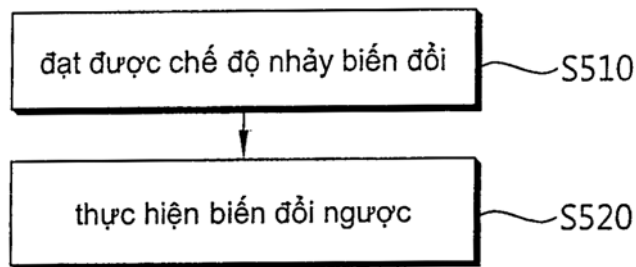 đạt được chế độ nhảy biến đổi
S510
thực hiện biến đổi ngược
S520